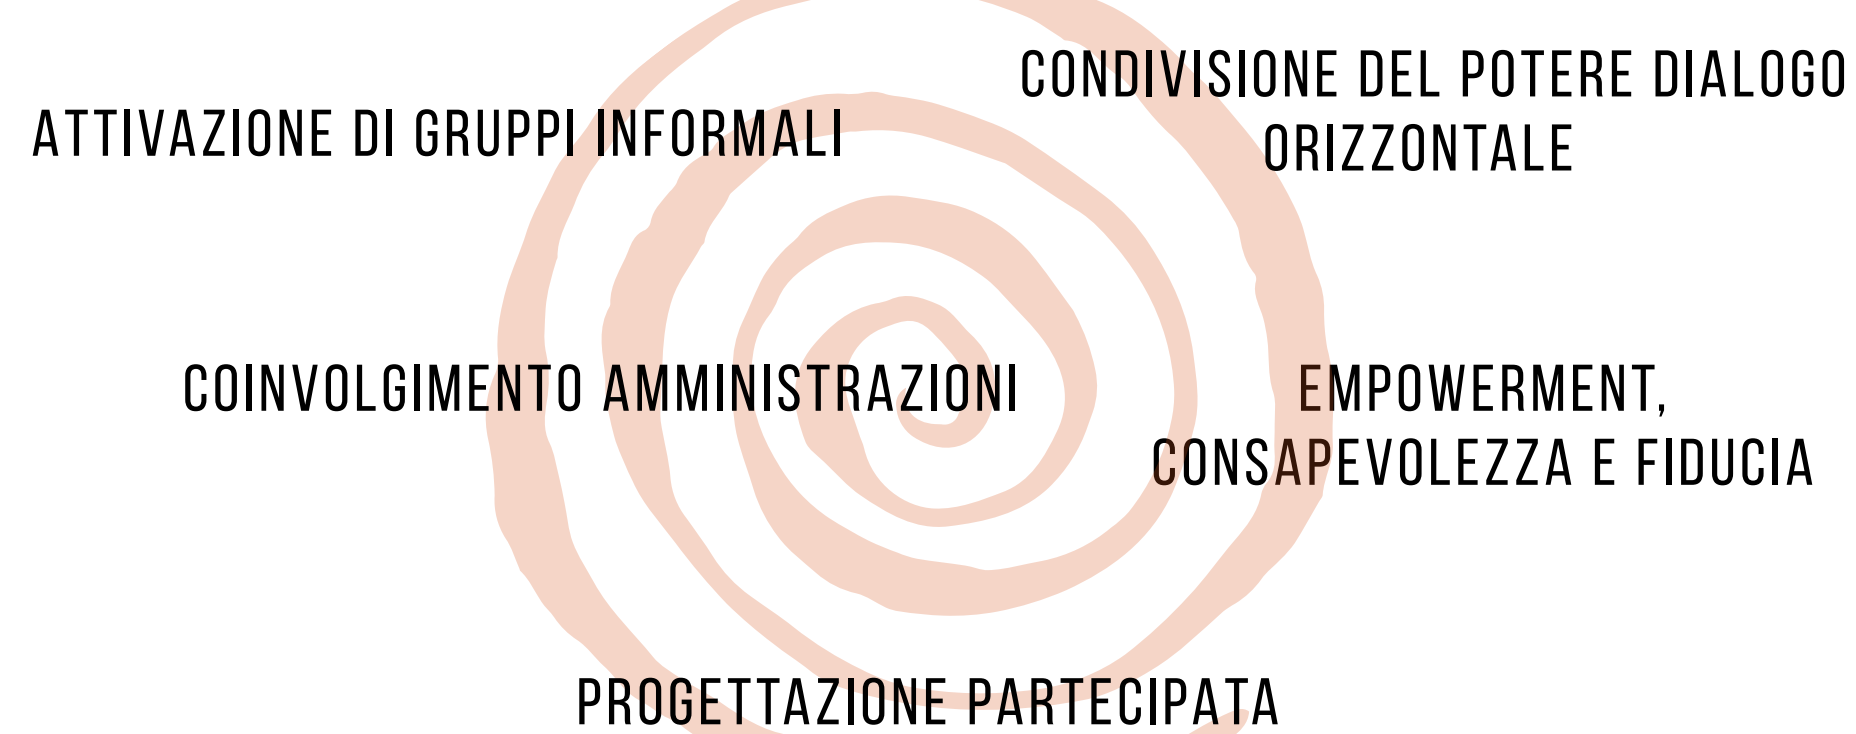 ATTIVAZIONE DI GRUPPI INFORMALI
CONDIVISIONE DEL POTERE DIALOGO
ORIZZONTALE
COINVOLGIMENTO AMMINISTRAZIONI
EMPOWERMENT,
CONSAPEVOLEZZA E FIDUCIA
PROGETTAZIONE PARTECIPATA